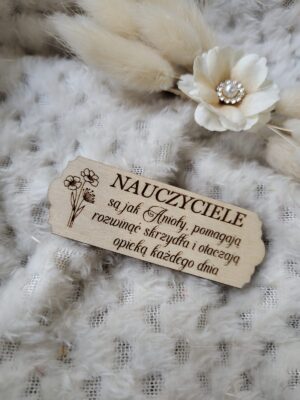 NAUCZYCIELE
są jak Anioły, pomagają
rozwinąć skrzydła i otaczają
opieką każdego dnia